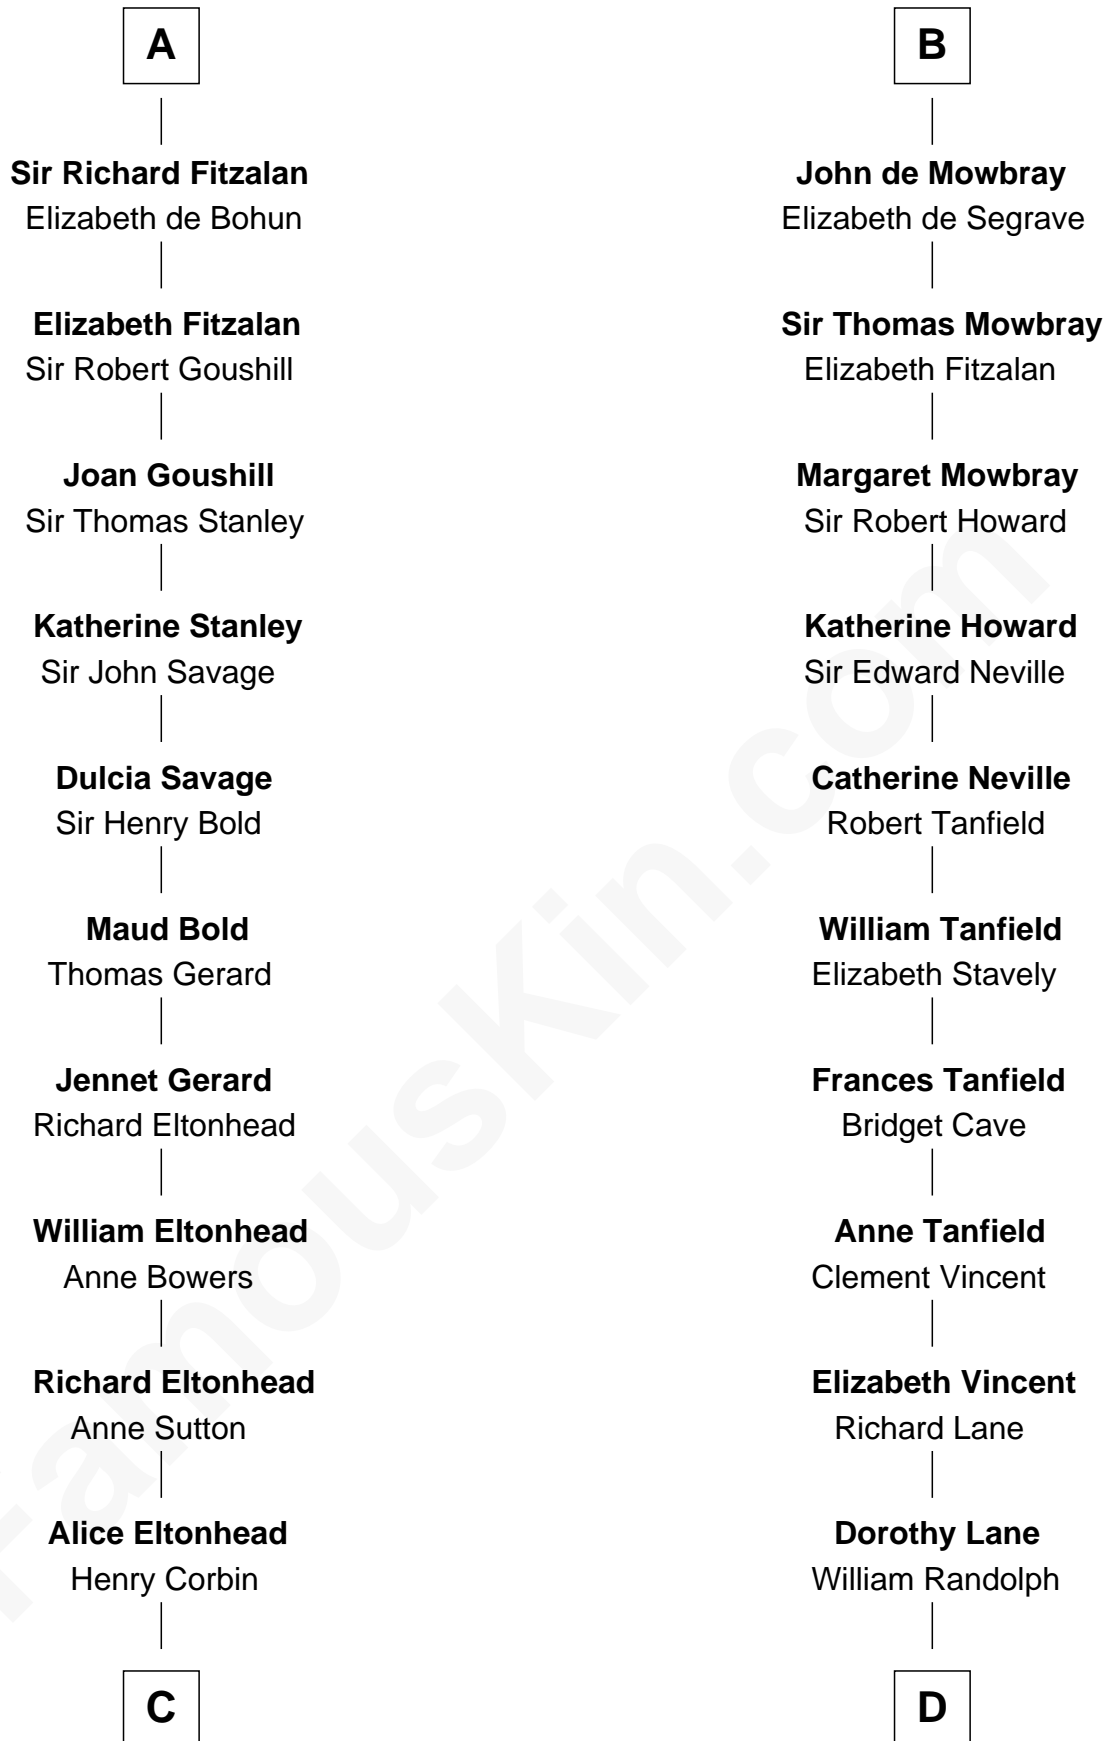 A
Sir Richard Fitzalan
Elizabeth de Bohun
Elizabeth Fitzalan
Sir Robert Goushill
Joan Goushill
Sir Thomas Stanley
Katherine Stanley
Sir John Savage
Dulcia Savage
Sir Henry Bold
Maud Bold
Thomas Gerard
Jennet Gerard
Richard Eltonhead
William Eltonhead
Anne Bowers
Richard Eltonhead
Anne Sutton
Alice Eltonhead
Henry Corbin
C
B
John de Mowbray
Elizabeth de Segrave
Sir Thomas Mowbray
Elizabeth Fitzalan
Margaret Mowbray
Sir Robert Howard
Katherine Howard
Sir Edward Neville
Catherine Neville
Robert Tanfield
William Tanfield
Elizabeth Stavely
Frances Tanfield
Bridget Cave
Anne Tanfield
Clement Vincent
Elizabeth Vincent
Richard Lane
Dorothy Lane
William Randolph
D
FamousKin.com